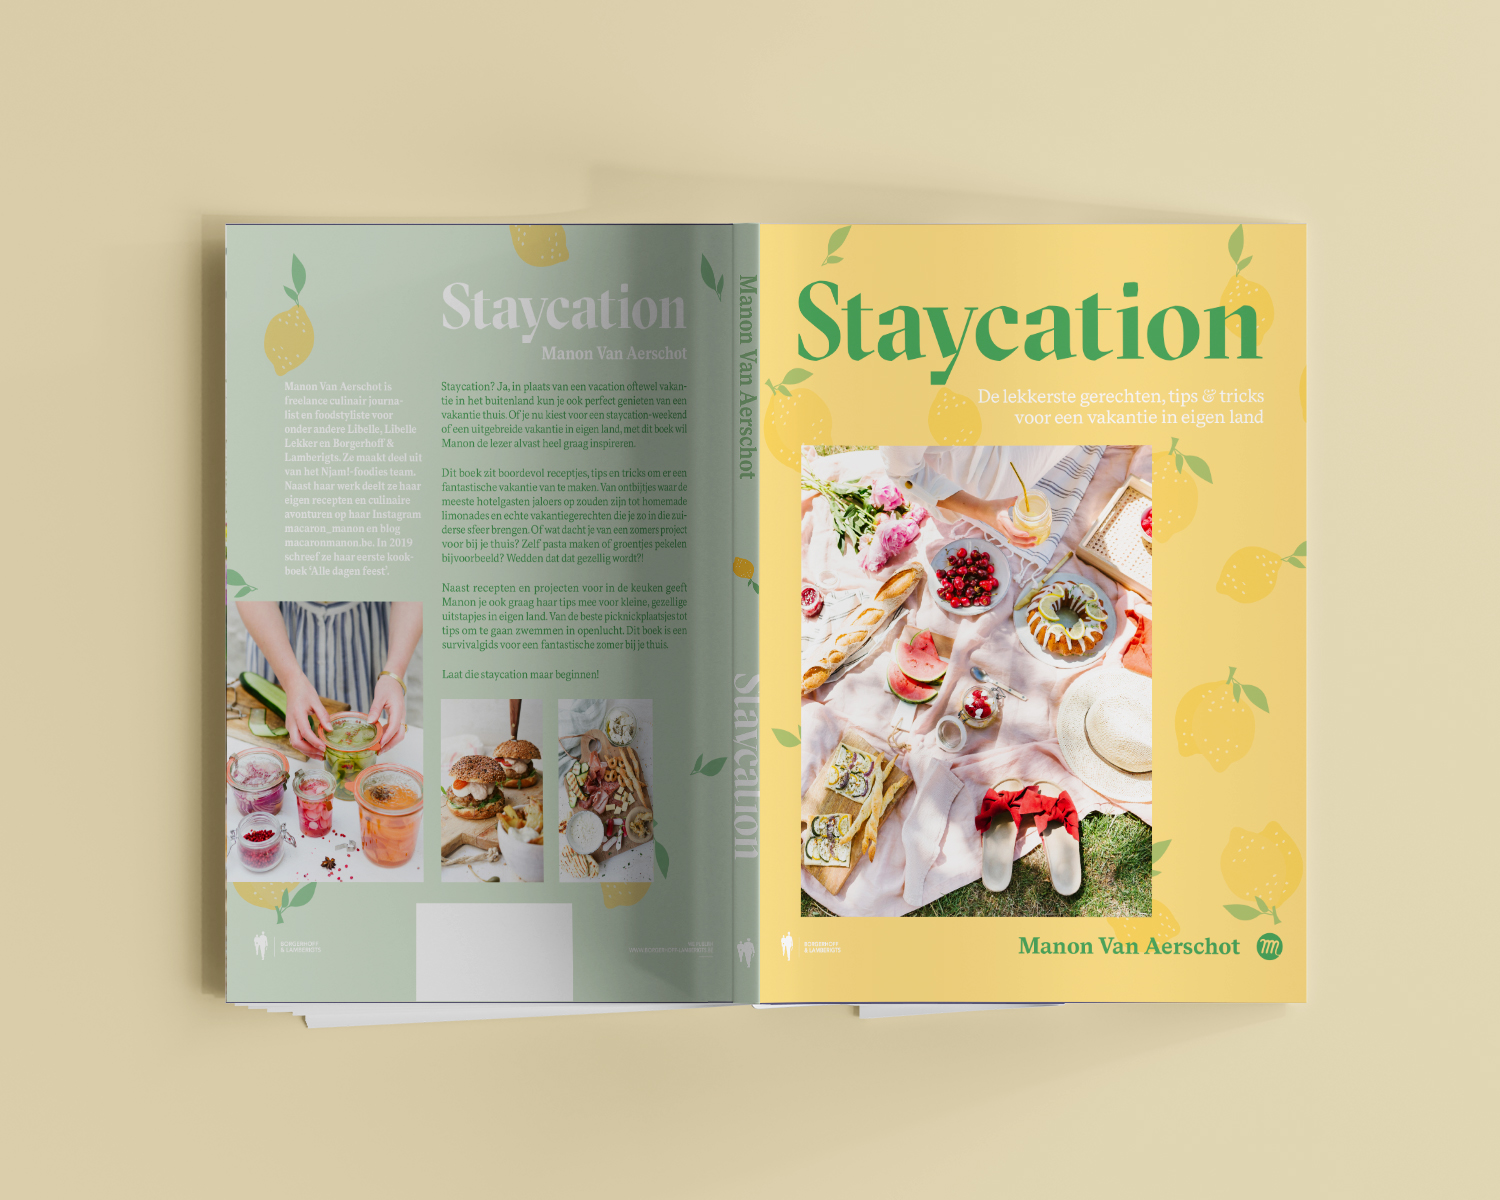 Staycation
Manon Van Aerschot
Manon Van Aerschot is
freelance culinair journa-
list en foodstyliste voor
onder andere Libelle, Libelle
Lekker en Borgerhoff &
Lamberigts. Ze maakt deel uit
van het Njam!-foodies team.
Naast haar werk deelt ze haar
eigen recepten en culinaire
avonturen op haar Instagram
macaron_manon en blog
macaronmanon.be. In 2019
schreef ze haar eerste kook-
boek 'Alle dagen feest'.
Staycation? Ja, in plaats van een vacation oftewel vakan-
tie in het buitenland kun je ook perfect genieten van een
vakantie thuis. Of je nu kiest voor een staycation-weekend
of een uitgebreide vakantie in eigen land, met dit boek wil
Manon de lezer alvast heel graag inspireren.
Dit boek zit boordevol receptjes, tips en tricks om er een
fantastische vakantie van te maken. Van ontbijtjes waar de
meeste hotelgasten jaloers op zouden zijn tot homemade
limonades en echte vakantiegerechten die je zo in die zui-
derse sfeer brengen. Of wat dacht je van een zomers project
voor bij je thuis? Zelf pasta maken of groentjes pekelen
bijvoorbeeld? Wedden dat dat gezellig wordt?!
Naast recepten en projecten voor in de keuken geeft
Manon je ook graag haar tips mee voor kleine, gezellige
uitstapjes in eigen land. Van de beste picknickplaatsjes tot
tips om te gaan zwemmen in openlucht. Dit boek is een
survivalgids voor een fantastische zomer bij je thuis.
Laat die staycation maar beginnen!
BORGERHOFF
& LAMBERIGTS
Manon Van Aerschot
Staycation
Staycation
De lekkerste gerechten, tips & tricks
voor een vakantie in eigen land
BORGERHOFF
& LAMBERIGTS
Manon Van Aerschot